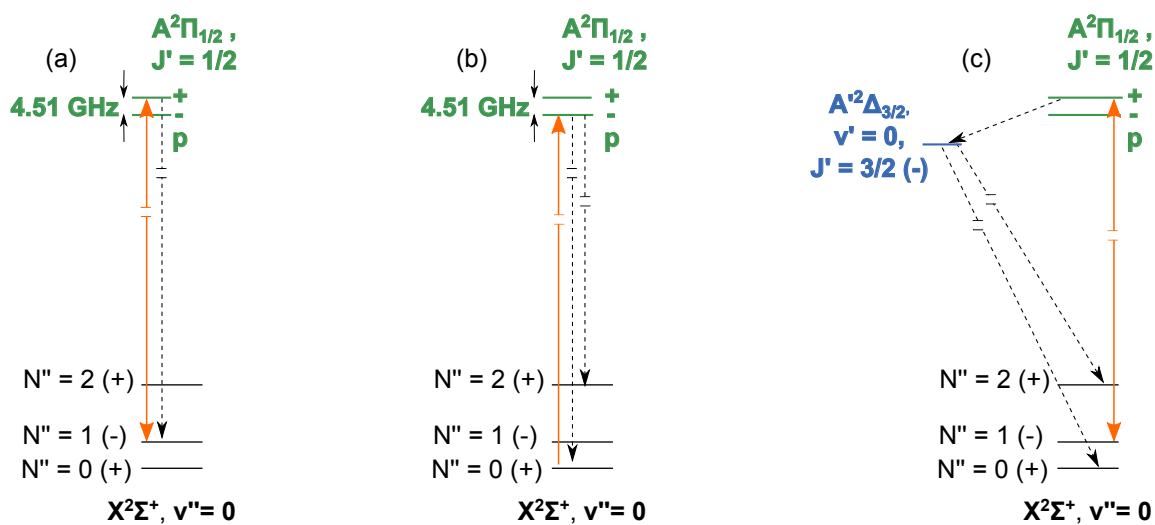 (a)
A²Π₁/₂ ,
J' = 1/2
4.51 GHz
+
-
p
N'' = 2 (+)
N'' = 1 (-)
N'' = 0 (+)
X²Σ⁺, v''= 0
(b)
A²Π₁/₂ ,
J' = 1/2
4.51 GHz
+
-
p
N'' = 2 (+)
N'' = 1 (-)
N'' = 0 (+)
X²Σ⁺, v''= 0
(c)
A²Π₁/₂ ,
J' = 1/2
+
-
p
A'²Δ₃/₂,
v' = 0,
J' = 3/2 (-)
N'' = 2 (+)
N'' = 1 (-)
N'' = 0 (+)
X²Σ⁺, v''= 0